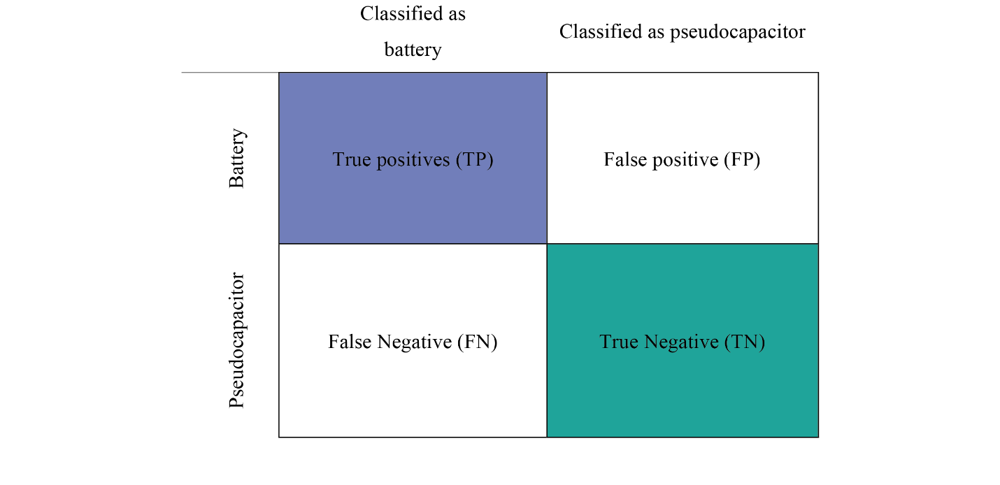 Classified as
battery
Classified as pseudocapacitor
Battery
True positives (TP)
False positive (FP)
Pseudocapacitor
False Negative (FN)
True Negative (TN)